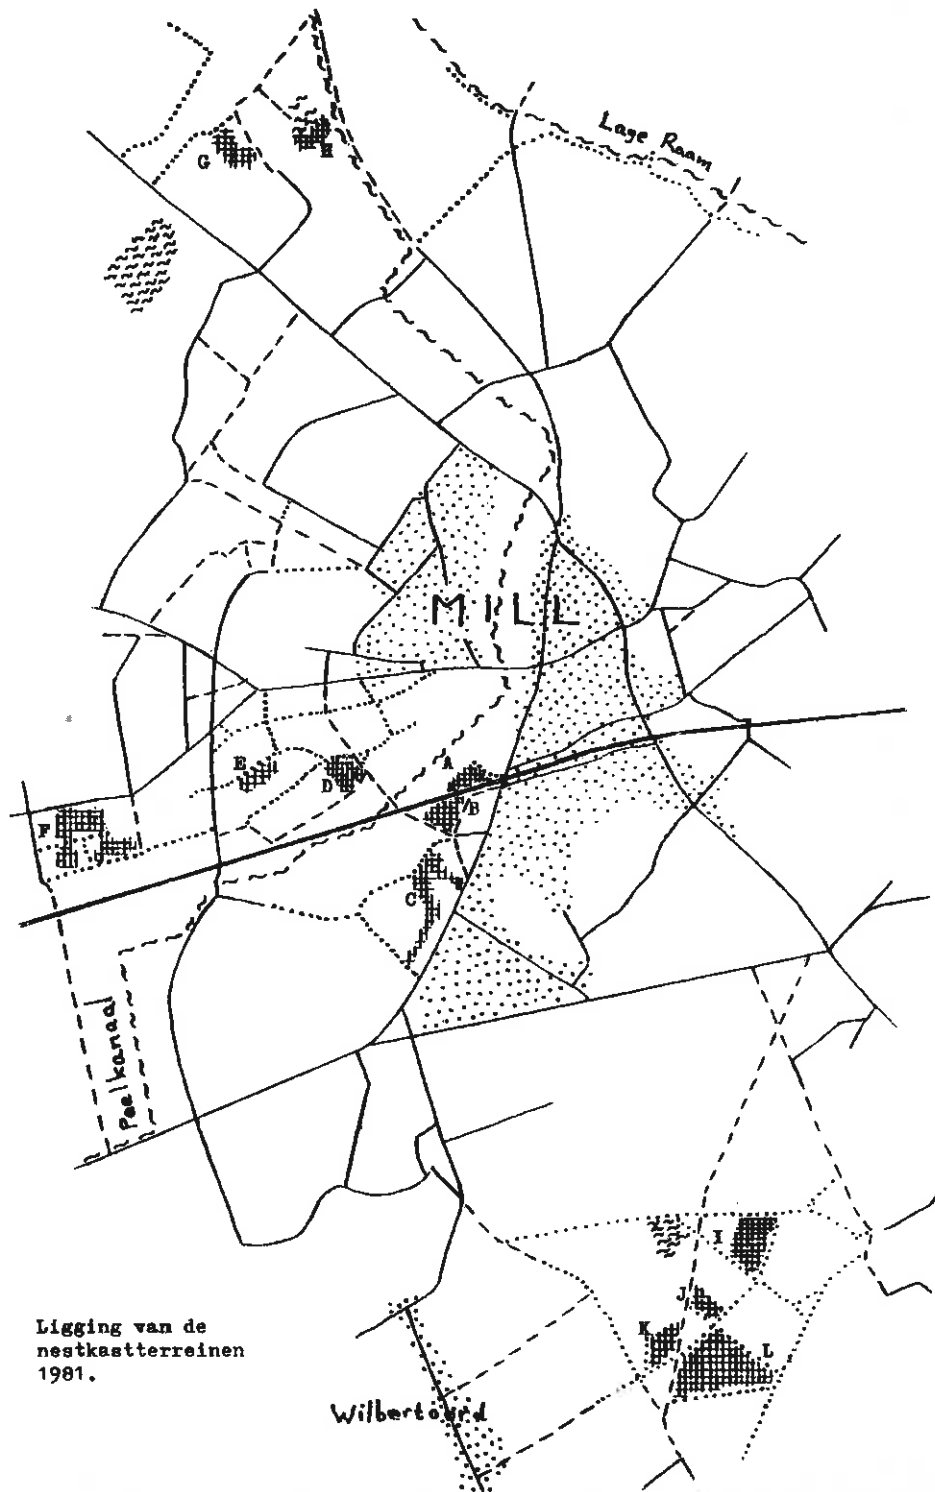 Lage Raam
G
H
MILL
E
D
A
B
F
C
Peelkanaal
I
J
K
L
Ligging van de
nestkastterreinen
1981.
Wilbertoord